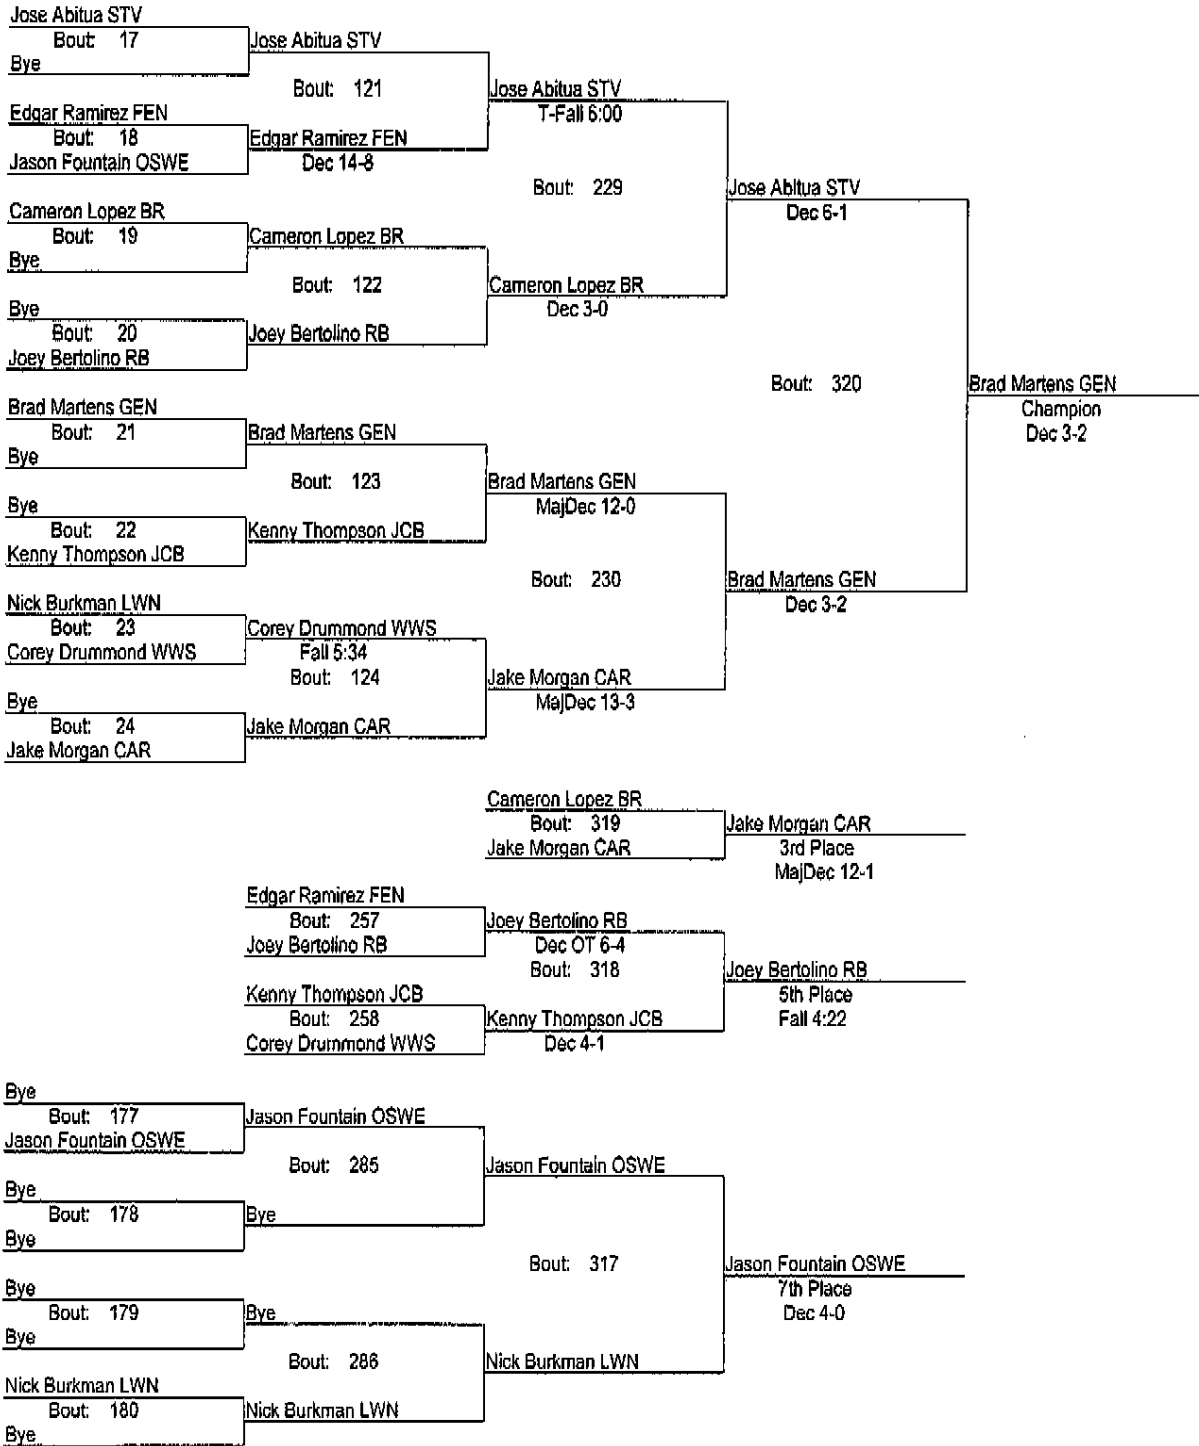 Jose Abitua STV
Bout: 17
Bye
Jose Abitua STV
Bout: 121
Edgar Ramirez FEN
Bout: 18
Jason Fountain OSWE
Edgar Ramirez FEN
Dec 14-8
Jose Abitua STV
T-Fall 6:00
Bout: 229
Cameron Lopez BR
Bout: 19
Bye
Cameron Lopez BR
Bout: 122
Bye
Bout: 20
Joey Bertolino RB
Joey Bertolino RB
Cameron Lopez BR
Dec 3-0
Jose Abitua STV
Dec 6-1
Bout: 320
Brad Martens GEN
Champion
Dec 3-2
Brad Martens GEN
Bout: 21
Bye
Brad Martens GEN
Bout: 123
Bye
Bout: 22
Kenny Thompson JCB
Kenny Thompson JCB
Brad Martens GEN
MajDec 12-0
Bout: 230
Brad Martens GEN
Dec 3-2
Nick Burkman LWN
Bout: 23
Corey Drummond WWS
Corey Drummond WWS
Fall 5:34
Bout: 124
Bye
Bout: 24
Jake Morgan CAR
Jake Morgan CAR
Jake Morgan CAR
MajDec 13-3
Cameron Lopez BR
Bout: 319
Jake Morgan CAR
Jake Morgan CAR
3rd Place
MajDec 12-1
Edgar Ramirez FEN
Bout: 257
Joey Bertolino RB
Joey Bertolino RB
Dec OT 6-4
Bout: 318
Kenny Thompson JCB
Bout: 258
Corey Drummond WWS
Kenny Thompson JCB
Dec 4-1
Joey Bertolino RB
5th Place
Fall 4:22
Bye
Bout: 177
Jason Fountain OSWE
Jason Fountain OSWE
Bout: 285
Bye
Bout: 178
Bye
Bye
Jason Fountain OSWE
Bout: 317
Bye
Bout: 179
Bye
Bye
Bout: 286
Nick Burkman LWN
Bout: 180
Bye
Nick Burkman LWN
Nick Burkman LWN
Jason Fountain OSWE
7th Place
Dec 4-0